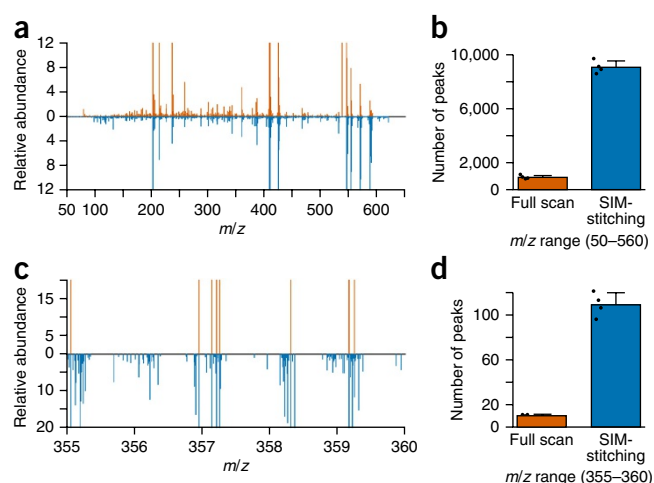 a
Relative abundance
12
8
4
0
4
8
12
50 100 200 300 400 500 600
m/z
b
Number of peaks
10,000
6,000
2,000
0
Full scan
SIM-
stitching
m/z range (50–560)
c
Relative abundance
15
5
0
10
20
355 356 357 358 359 360
m/z
d
Number of peaks
100
60
20
0
Full scan
SIM-
stitching
m/z range (355–360)